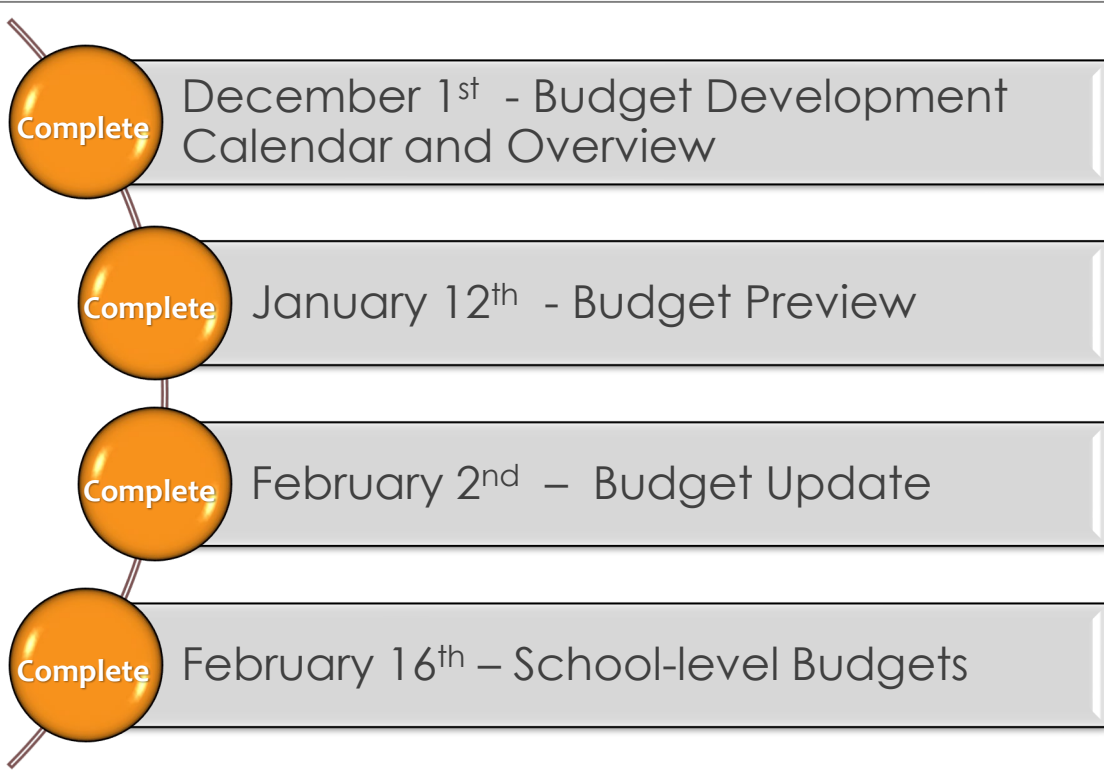 Complete
December 1st - Budget Development
Calendar and Overview
Complete
January 12th - Budget Preview
Complete
February 2nd – Budget Update
Complete
February 16th – School-level Budgets